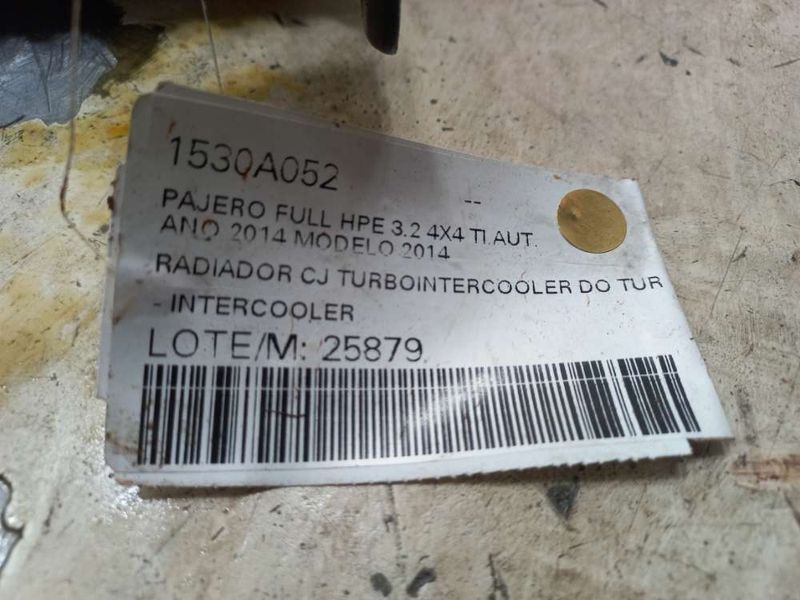 1530A052
--
PAJERO FULL HPE 3.2 4X4 TI AUT.
ANO 2014 MODELO 2014
RADIADOR CJ TURBOINTERCOOLER DO TUR
- INTERCOOLER
LOTE/M: 25879